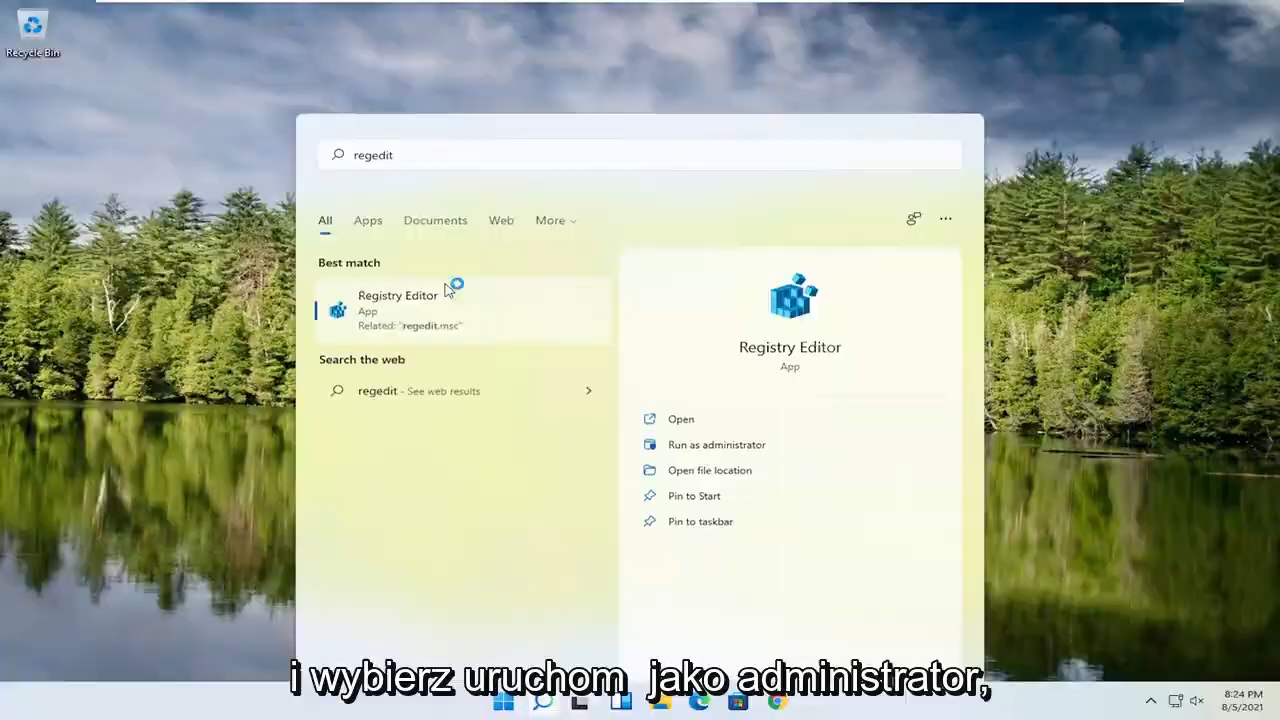 Recycle Bin
regedit
All Apps Documents Web More
Best match
Registry Editor
App
Related: "regedit.msc"
Search the web
regedit - See web results
Registry Editor
App
Open
Run as administrator
Open file location
Pin to Start
Pin to taskbar
i wybierz uruchom jako administrator,
8:24 PM
8/5/2021